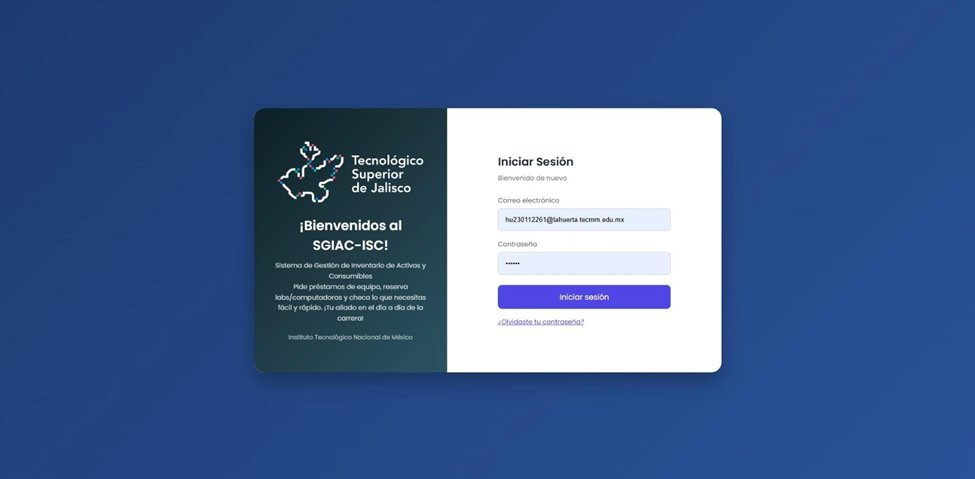 Tecnológico
Superior
de Jalisco
¡Bienvenidos al
SGIAC-ISC!
Sistema de Gestión de Inventario de Activos y
Consumibles
Pide préstamos de equipo, reserva
labs/computadoras y checa lo que necesitas
fácil y rápido. ¡Tu aliado en el día a día de la
carrera!
Instituto Tecnológico Nacional de México
Iniciar Sesión
Bienvenido de nuevo
Correo electrónico
hu230112261@lahuerta.tecmm.edu.mx
Contraseña
••••••
Iniciar sesión
¿Olvidaste tu contraseña?